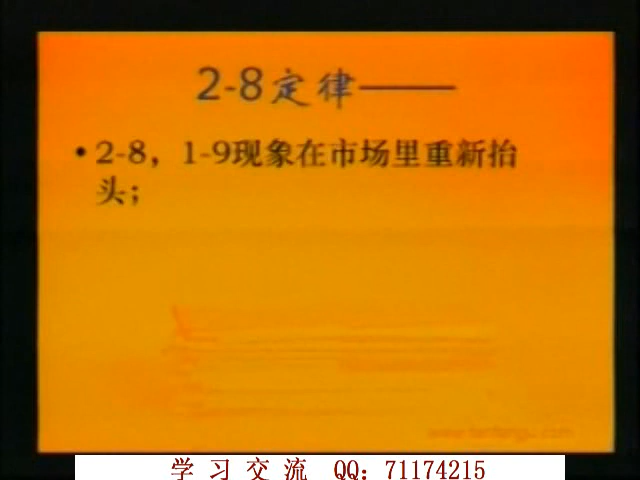 2-8定律——
• 2-8，1-9现象在市场里重新抬
头；
学 习 交 流 QQ: 71174215